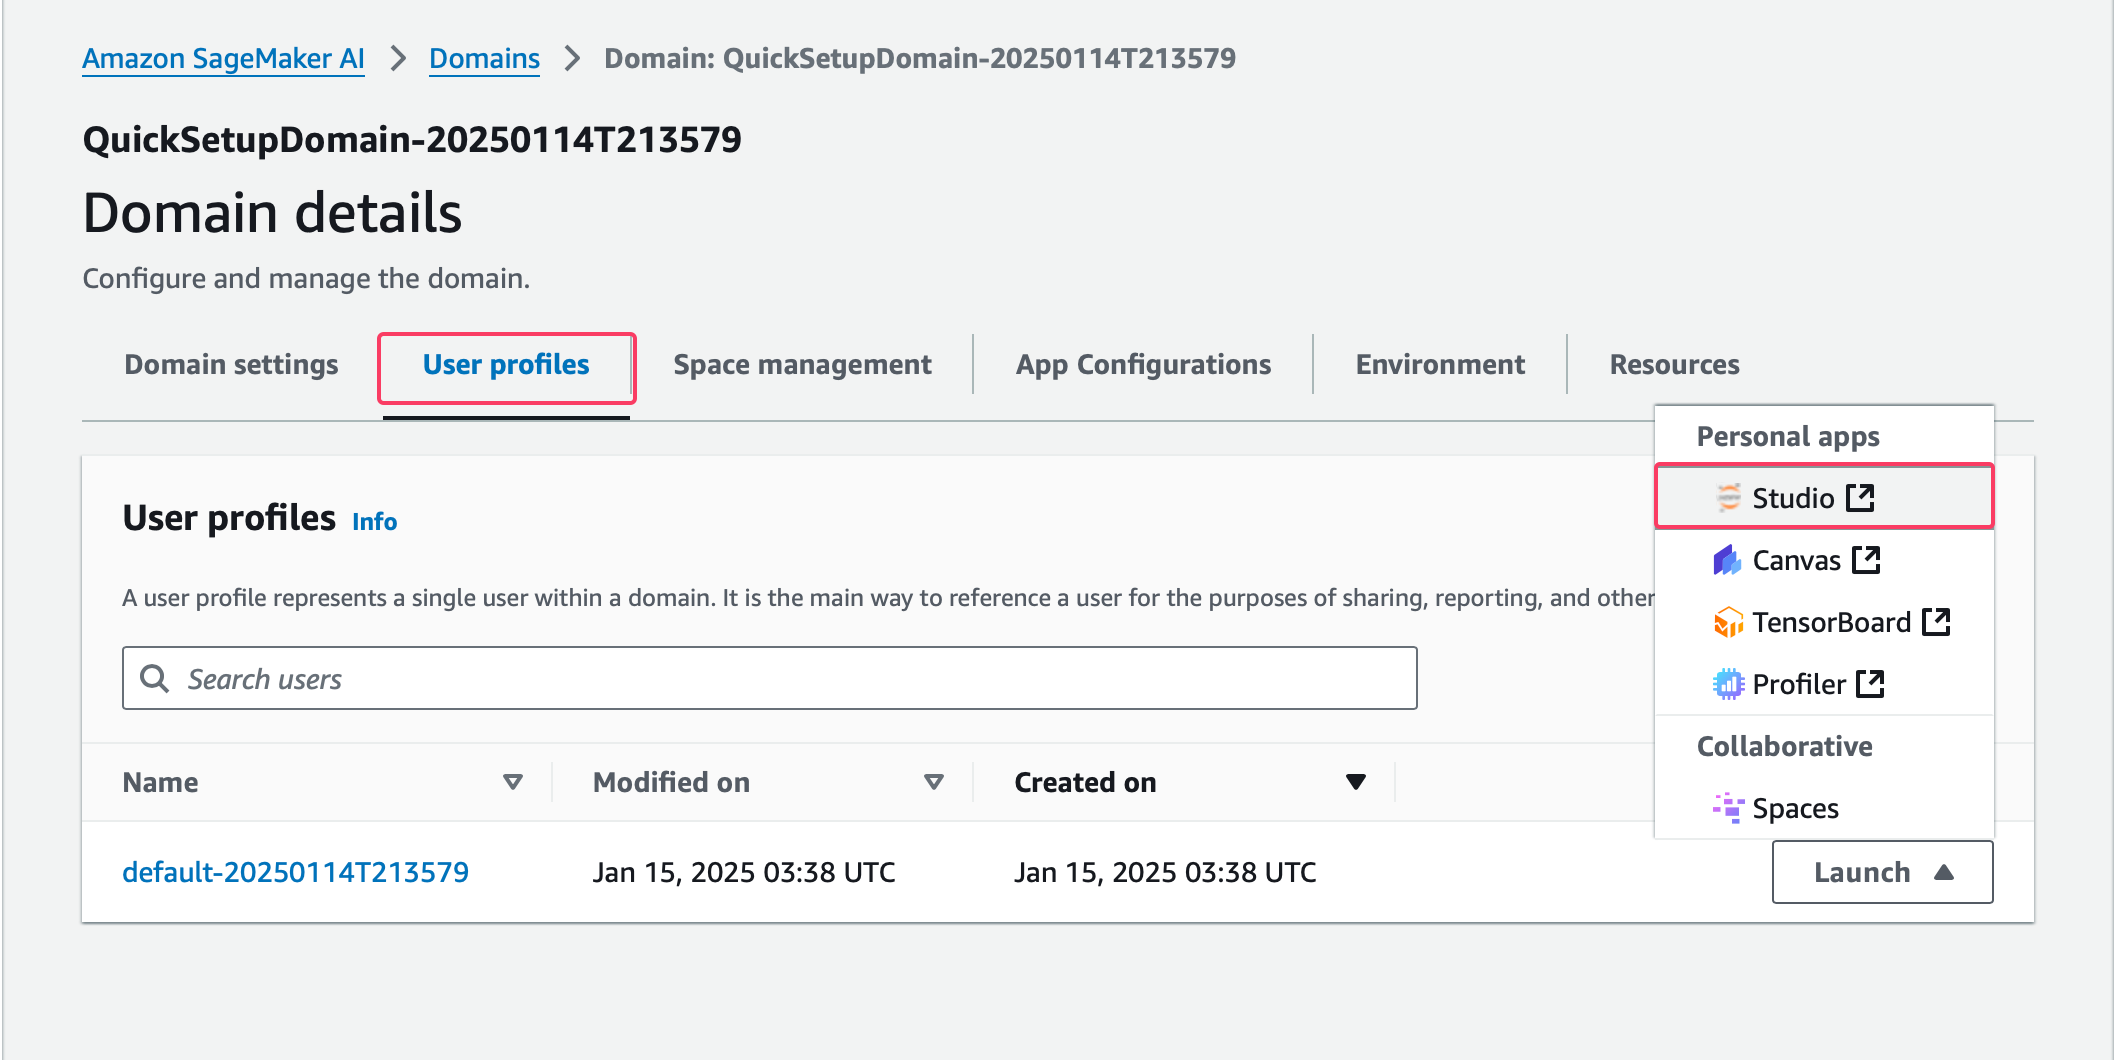 Amazon SageMaker AI > Domains > Domain: QuickSetupDomain-20250114T213579
QuickSetupDomain-20250114T213579
Domain details
Configure and manage the domain.
Domain settings User profiles Space management App Configurations Environment Resources
Personal apps
Studio
Canvas
TensorBoard
Profiler
Collaborative
Spaces
User profiles Info
A user profile represents a single user within a domain. It is the main way to reference a user for the purposes of sharing, reporting, and other
Search users
Name Modified on Created on
default-20250114T213579 Jan 15, 2025 03:38 UTC Jan 15, 2025 03:38 UTC Launch